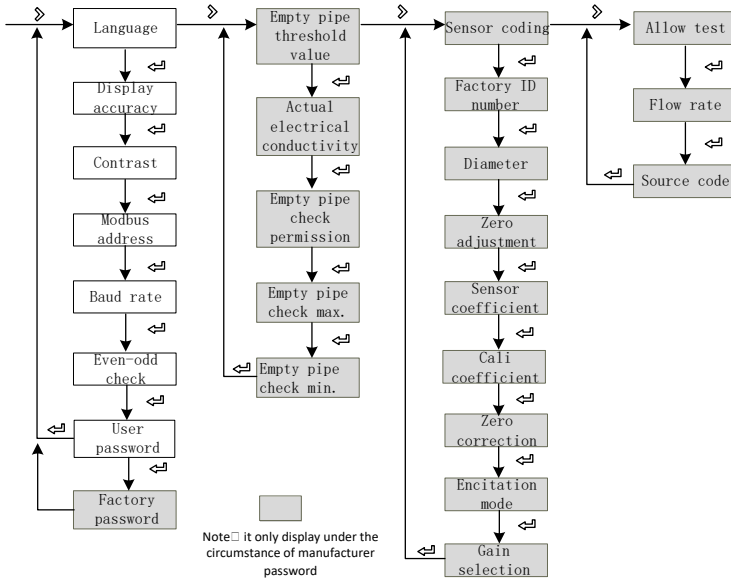 Language
Display
accuracy
Contrast
Modbus
address
Baud rate
Even-odd
check
User
password
Factory
password
Empty pipe
threshold
value
Actual
electrical
conductivity
Empty pipe
check
permission
Empty pipe
check max.
Empty pipe
check min.
Sensor coding
Factory ID
number
Diameter
Zero
adjustment
Sensor
coefficient
Cali
coefficient
Zero
correction
Encitation
mode
Gain
selection
Allow test
Flow rate
Source code
Note□ it only display under the
circumstance of manufacturer
password